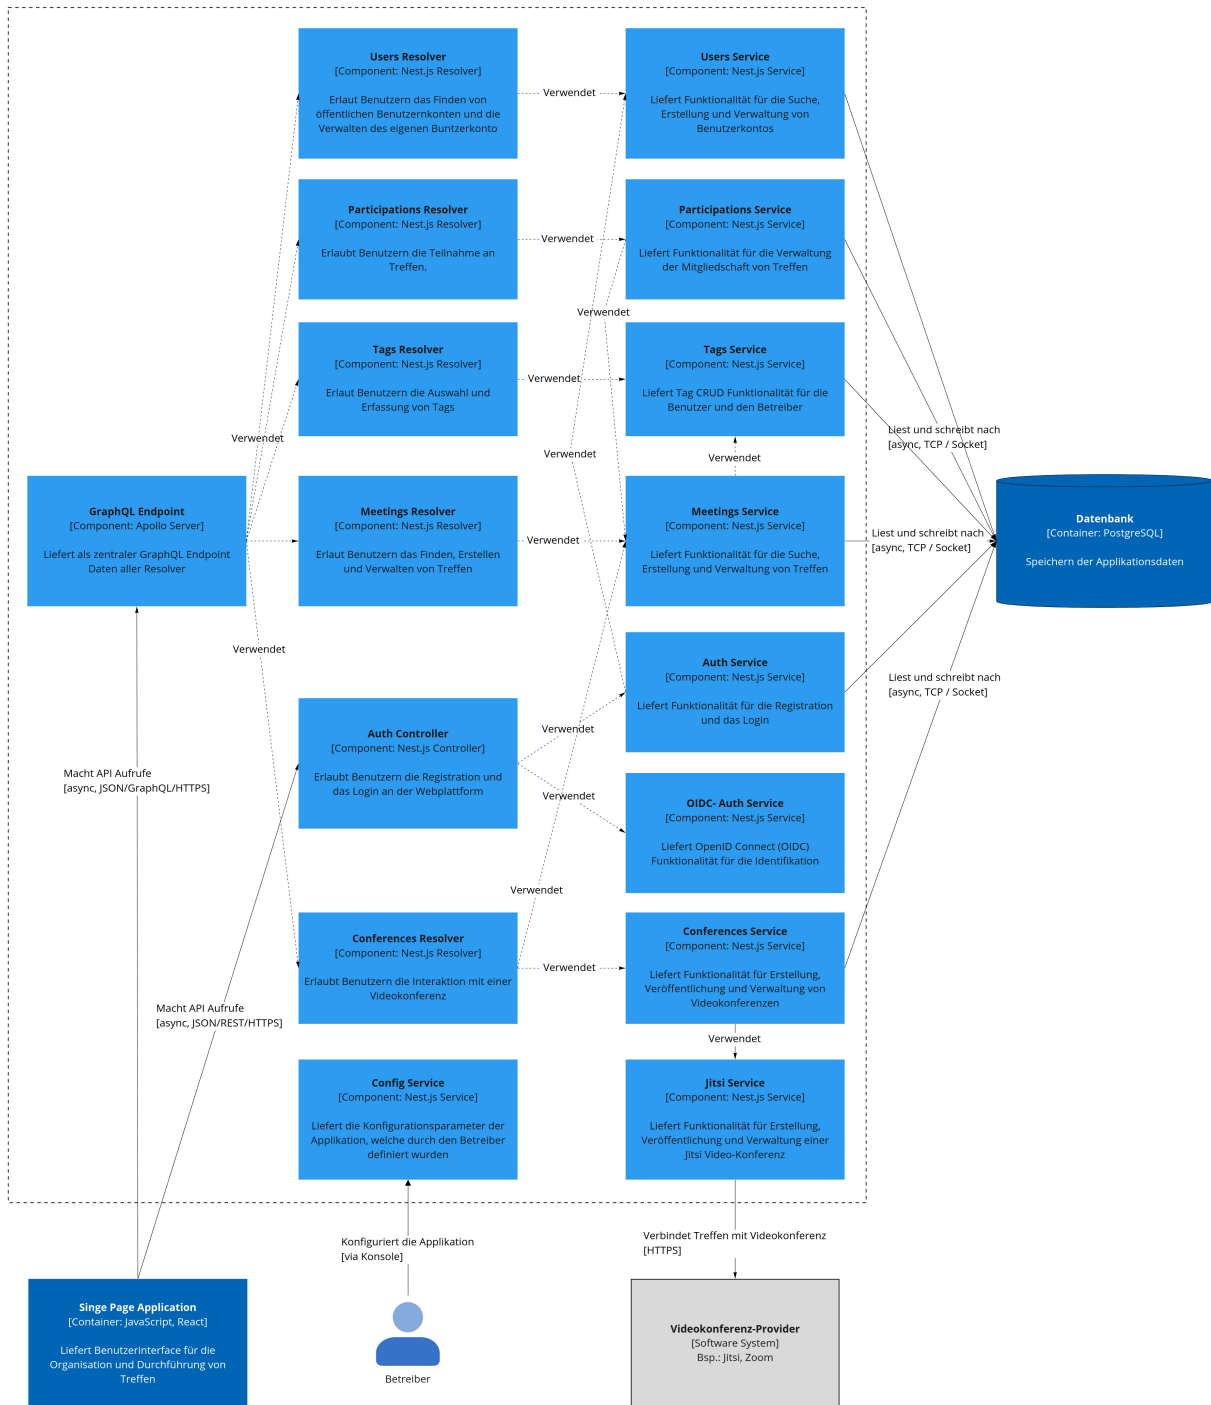 Users Resolver
[Component: Nest.js Resolver]
Erlaut Benutzern das Finden von
öffentlichen Benutzernkonten und die
Verwalten des eigenen Buntzerkonto
Verwendet
Users Service
[Component: Nest.js Service]
Liefert Funktionalität für die Suche,
Erstellung und Verwaltung von
Benutzerkontos
Participations Resolver
[Component: Nest.js Resolver]
Erlaubt Benutzern die Teilnahme an
Treffen.
Verwendet
Participations Service
[Component: Nest.js Service]
Liefert Funktionalität für die Verwaltung
der Mitgliedschaft von Treffen
Verwendet
Tags Resolver
[Component: Nest.js Resolver]
Erlaut Benutzern die Auswahl und
Erfassung von Tags
Verwendet
Tags Service
[Component: Nest.js Service]
Liefert Tag CRUD Funktionalität für die
Benutzer und den Betreiber
Verwendet
Verwendet
Verwendet
Liest und schreibt nach
[async, TCP / Socket]
GraphQL Endpoint
[Component: Apollo Server]
Liefert als zentraler GraphQL Endpoint
Daten aller Resolver
Meetings Resolver
[Component: Nest.js Resolver]
Erlaut Benutzern das Finden, Erstellen
und Verwalten von Treffen
Verwendet
Meetings Service
[Component: Nest.js Service]
Liefert Funktionalität für die Suche,
Erstellung und Verwaltung von Treffen
Liest und schreibt nach
[async, TCP / Socket]
Datenbank
[Container: PostgreSQL]
Speichern der Applikationsdaten
Verwendet
Auth Service
[Component: Nest.js Service]
Liefert Funktionalität für die Registration
und das Login
Liest und schreibt nach
[async, TCP / Socket]
Auth Controller
[Component: Nest.js Controller]
Erlaubt Benutzern die Registration und
das Login an der Webplattform
Verwendet
Verwendet
OIDC- Auth Service
[Component: Nest.js Service]
Liefert OpenID Connect (OIDC)
Funktionalität für die Identifikation
Macht API Aufrufe
[async, JSON/GraphQL/HTTPS]
Verwendet
Conferences Resolver
[Component: Nest.js Resolver]
Erlaubt Benutzern die Interaktion mit einer
Videokonferenz
Verwendet
Conferences Service
[Component: Nest.js Service]
Liefert Funktionalität für Erstellung,
Veröffentlichung und Verwaltung von
Videokonferenzen
Macht API Aufrufe
[async, JSON/REST/HTTPS]
Verwendet
Config Service
[Component: Nest.js Service]
Liefert die Konfigurationsparameter der
Applikation, welche durch den Betreiber
definiert wurden
Jitsi Service
[Component: Nest.js Service]
Liefert Funktionalität für Erstellung,
Veröffentlichung und Verwaltung einer
Jitsi Video-Konferenz
Konfiguriert die Applikation
[via Konsole]
Verbindet Treffen mit Videokonferenz
[HTTPS]
Singe Page Application
[Container: JavaScript, React]
Liefert Benutzerinterface für die
Organisation und Durchführung von
Treffen
Betreiber
Videokonferenz-Provider
[Software System]
Bsp.: Jitsi, Zoom